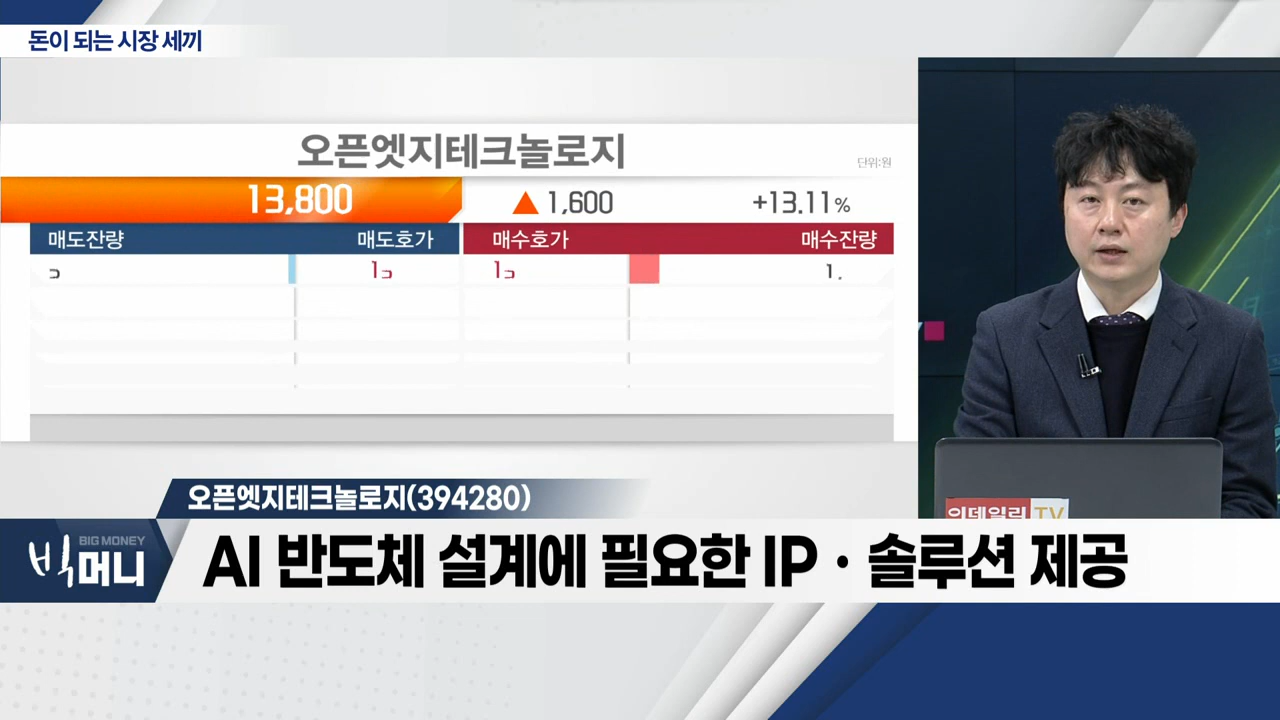 돈이 되는 시장 세끼
오픈엣지테크놀로지
단위:원
13,800 ▲ 1,600 +13.11%
매도잔량 매도호가 매수호가 매수잔량
이데일리 TV
오픈엣지테크놀로지(394280)
BIG MONEY
빅머니
AI 반도체 설계에 필요한 IP · 솔루션 제공